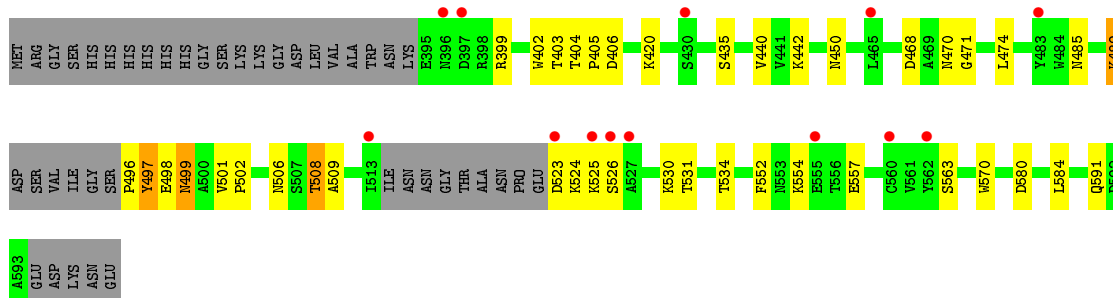 MET ARG GLY SER HIS HIS HIS HIS HIS HIS GLY SER LYS LYS GLY ASP LEU VAL ALA TRP ASN LYS E395 N396 D397 R398 R399 W402 T403 T404 P405 D406 K420 S430 S435 V440 V441 K442 N450 L465 D468 A469 N470 G471 L474 Y483 W484 N485
ASP SER VAL ILE GLY SER P496 Y497 E498 N499 A500 V501 P502 N506 S507 T508 A509 I513 ILE ASN ASN GLY THR ALA ASN PRO GLU D523 K524 K525 S526 A527 K530 T531 T534 F552 N553 K554 E555 T556 E557 C560 V561 Y562 S563 W570 D580 L584 Q591
A593 GLU ASP LYS ASN GLU